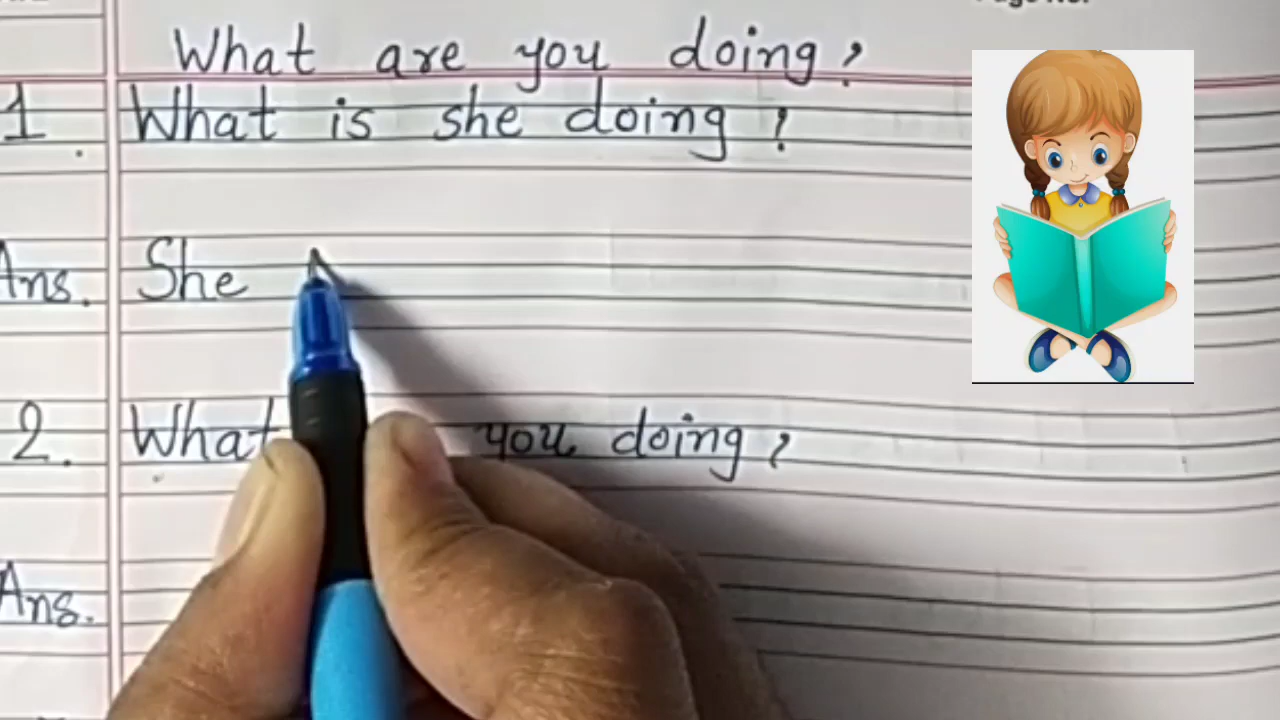 What are you doing?
1 What is she doing?
Ans. She
2. What you doing?
Ans.